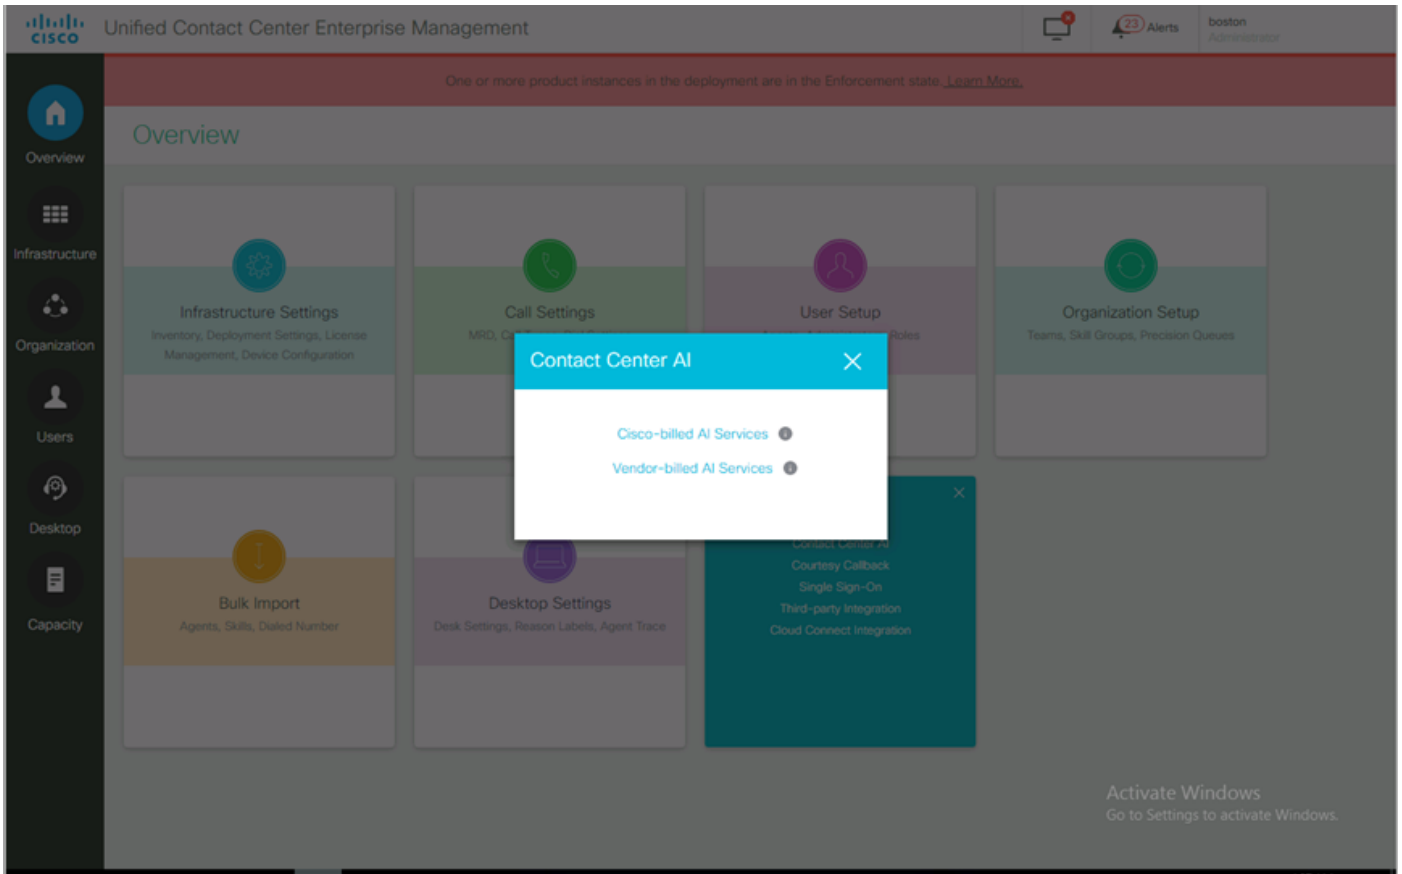 CISCO
Unified Contact Center Enterprise Management
23
Alerts
boston
Administrator
One or more product instances in the deployment are in the Enforcement state. Learn More.
Overview
Overview
Infrastructure
Organization
Users
Desktop
Capacity
Infrastructure Settings
Inventory, Deployment Settings, License
Management, Device Configuration
Call Settings
MRD,
User Setup
Roles
Organization Setup
Teams, Skill Groups, Precision Queues
Contact Center AI
Cisco-billed AI Services
Vendor-billed AI Services
Bulk Import
Agents, Skills, Dialed Number
Desktop Settings
Desk Settings, Reason Labels, Agent Trace
Contact Center AI
Courtesy Callback
Single Sign-On
Third-party Integration
Cloud Connect Integration
Activate Windows
Go to Settings to activate Windows.